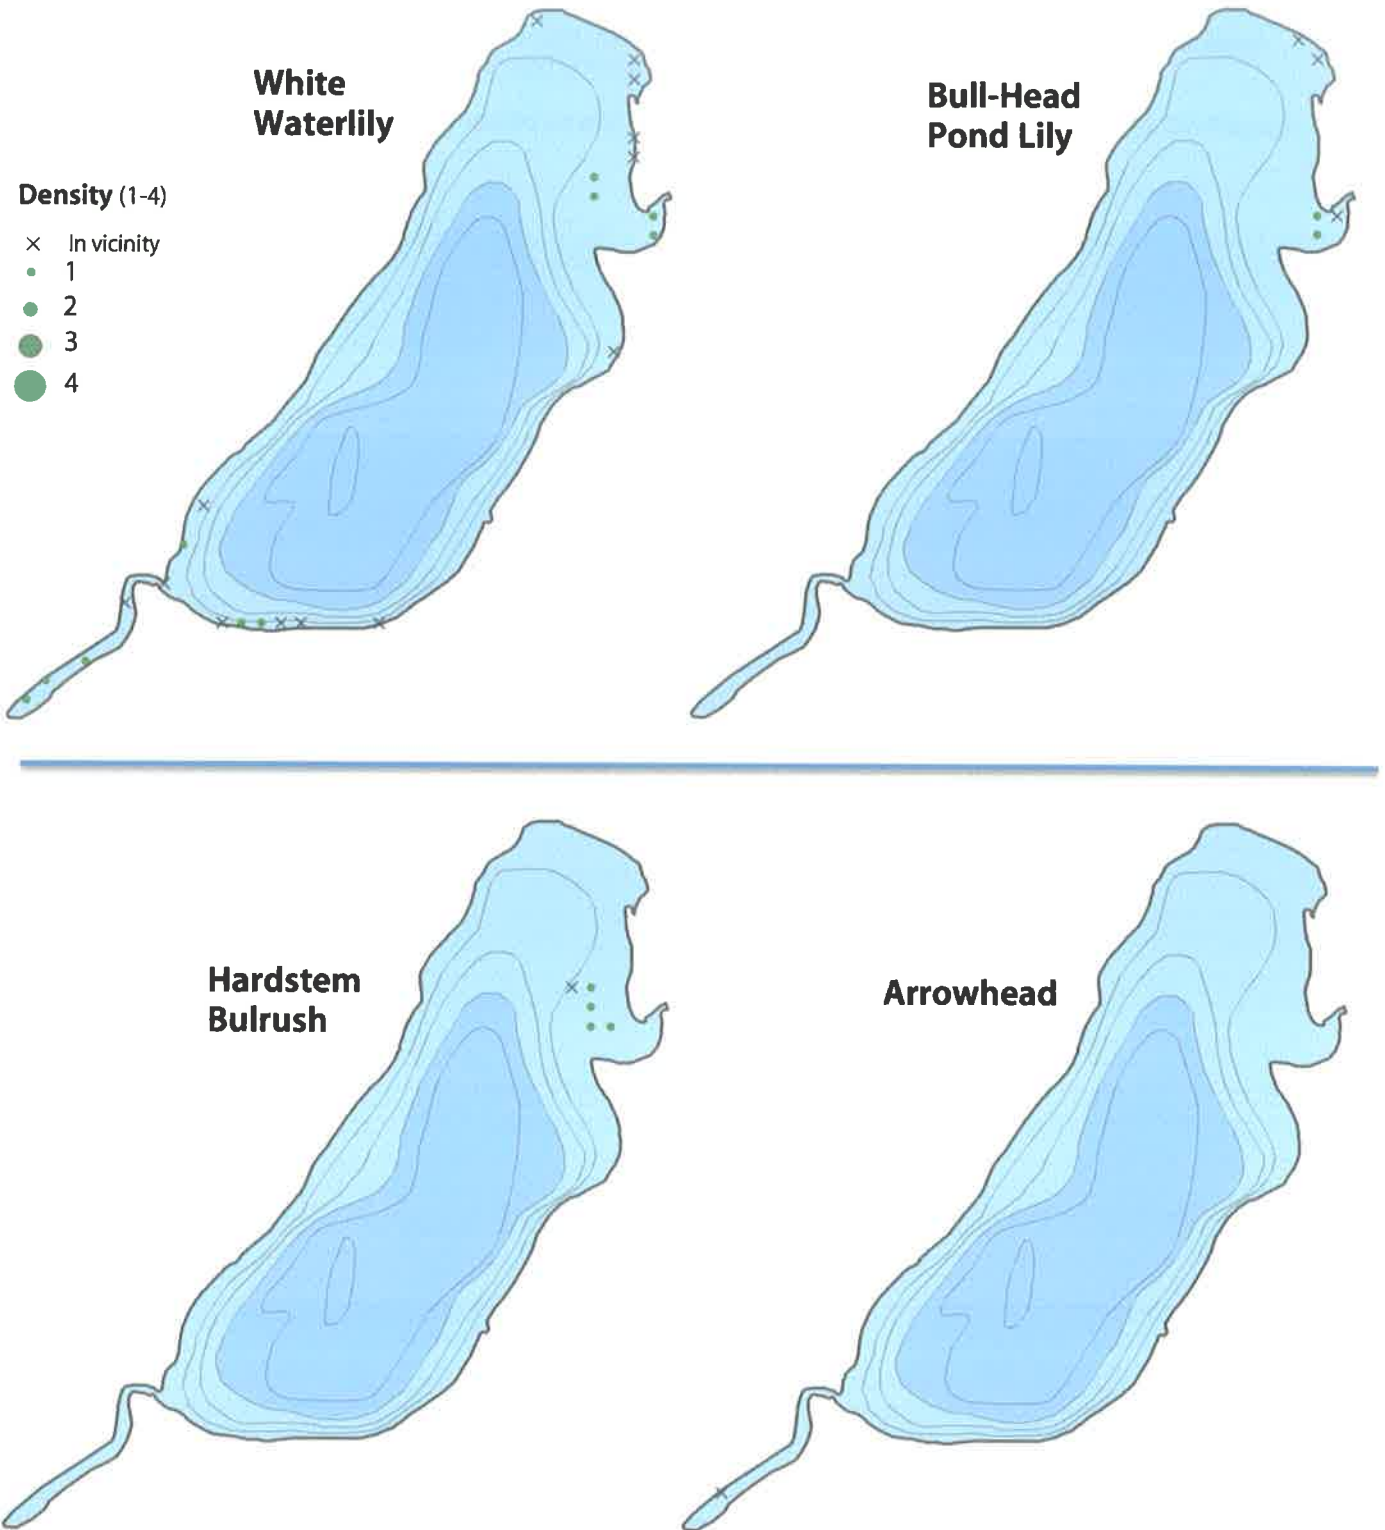 White
Waterlily
Bull-Head
Pond Lily
Density (1-4)
In vicinity
1
2
3
4
Hardstem
Bulrush
Arrowhead